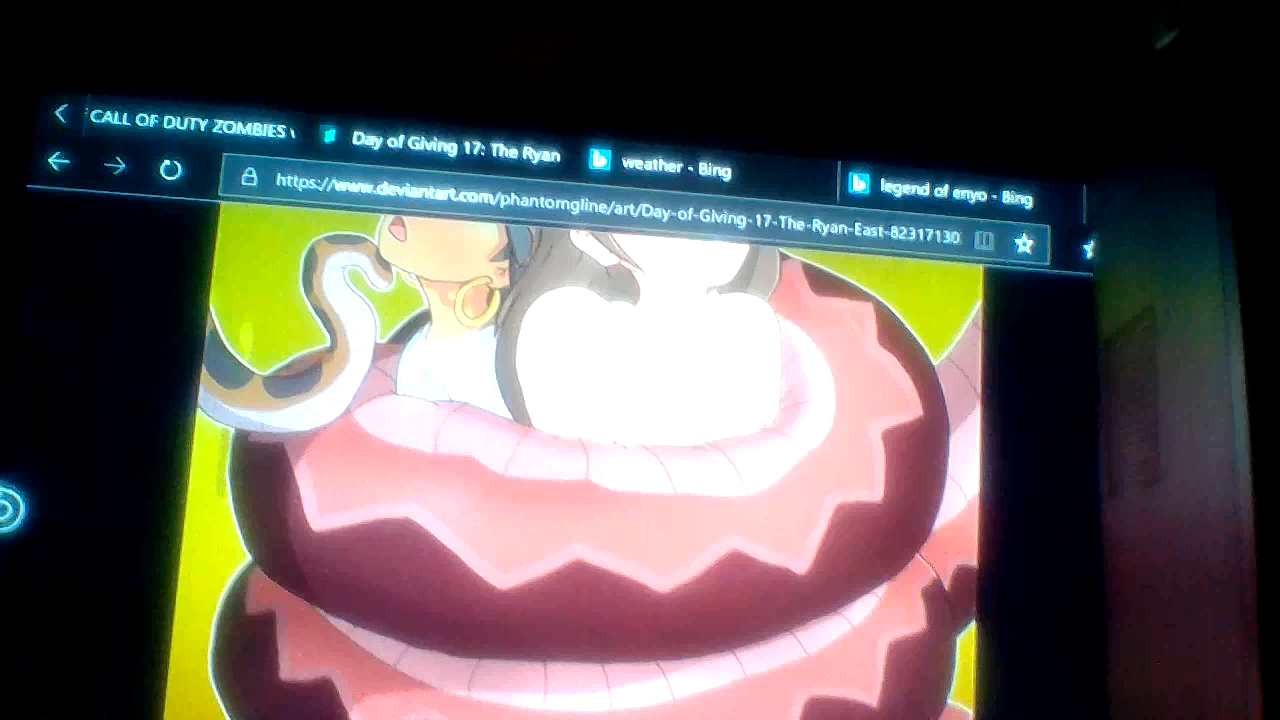 CALL OF DUTY ZOMBIES
Day of Giving 17: The Ryan
weather - Bing
legend of enyo - Bing
https://www.deviantart.com/phantomgline/art/Day-of-Giving-17-The-Ryan-East-82317130